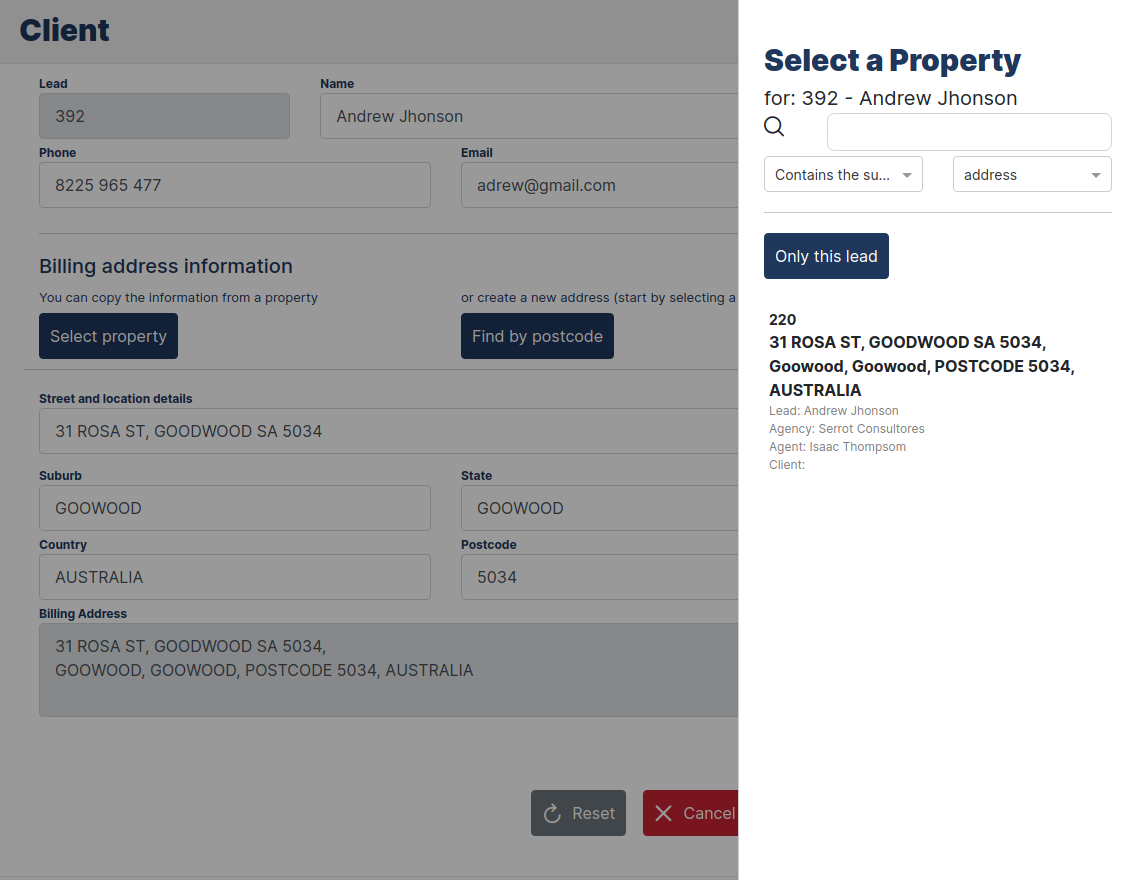 Client
Lead
Name
392
Andrew Jhonson
Phone
Email
8225 965 477
adrew@gmail.com
Billing address information
You can copy the information from a property
or create a new address (start by selecting a
Select property
Find by postcode
Street and location details
31 ROSA ST, GOODWOOD SA 5034
Suburb
State
GOOWOOD
GOOWOOD
Country
Postcode
AUSTRALIA
5034
Billing Address
31 ROSA ST, GOODWOOD SA 5034,
GOOWOOD, GOOWOOD, POSTCODE 5034, AUSTRALIA
Reset
Cancel
Select a Property
for: 392 - Andrew Jhonson
Contains the su...
address
Only this lead
220
31 ROSA ST, GOODWOOD SA 5034,
Goowood, Goowood, POSTCODE 5034,
AUSTRALIA
Lead: Andrew Jhonson
Agency: Serrot Consultores
Agent: Isaac Thompsom
Client: